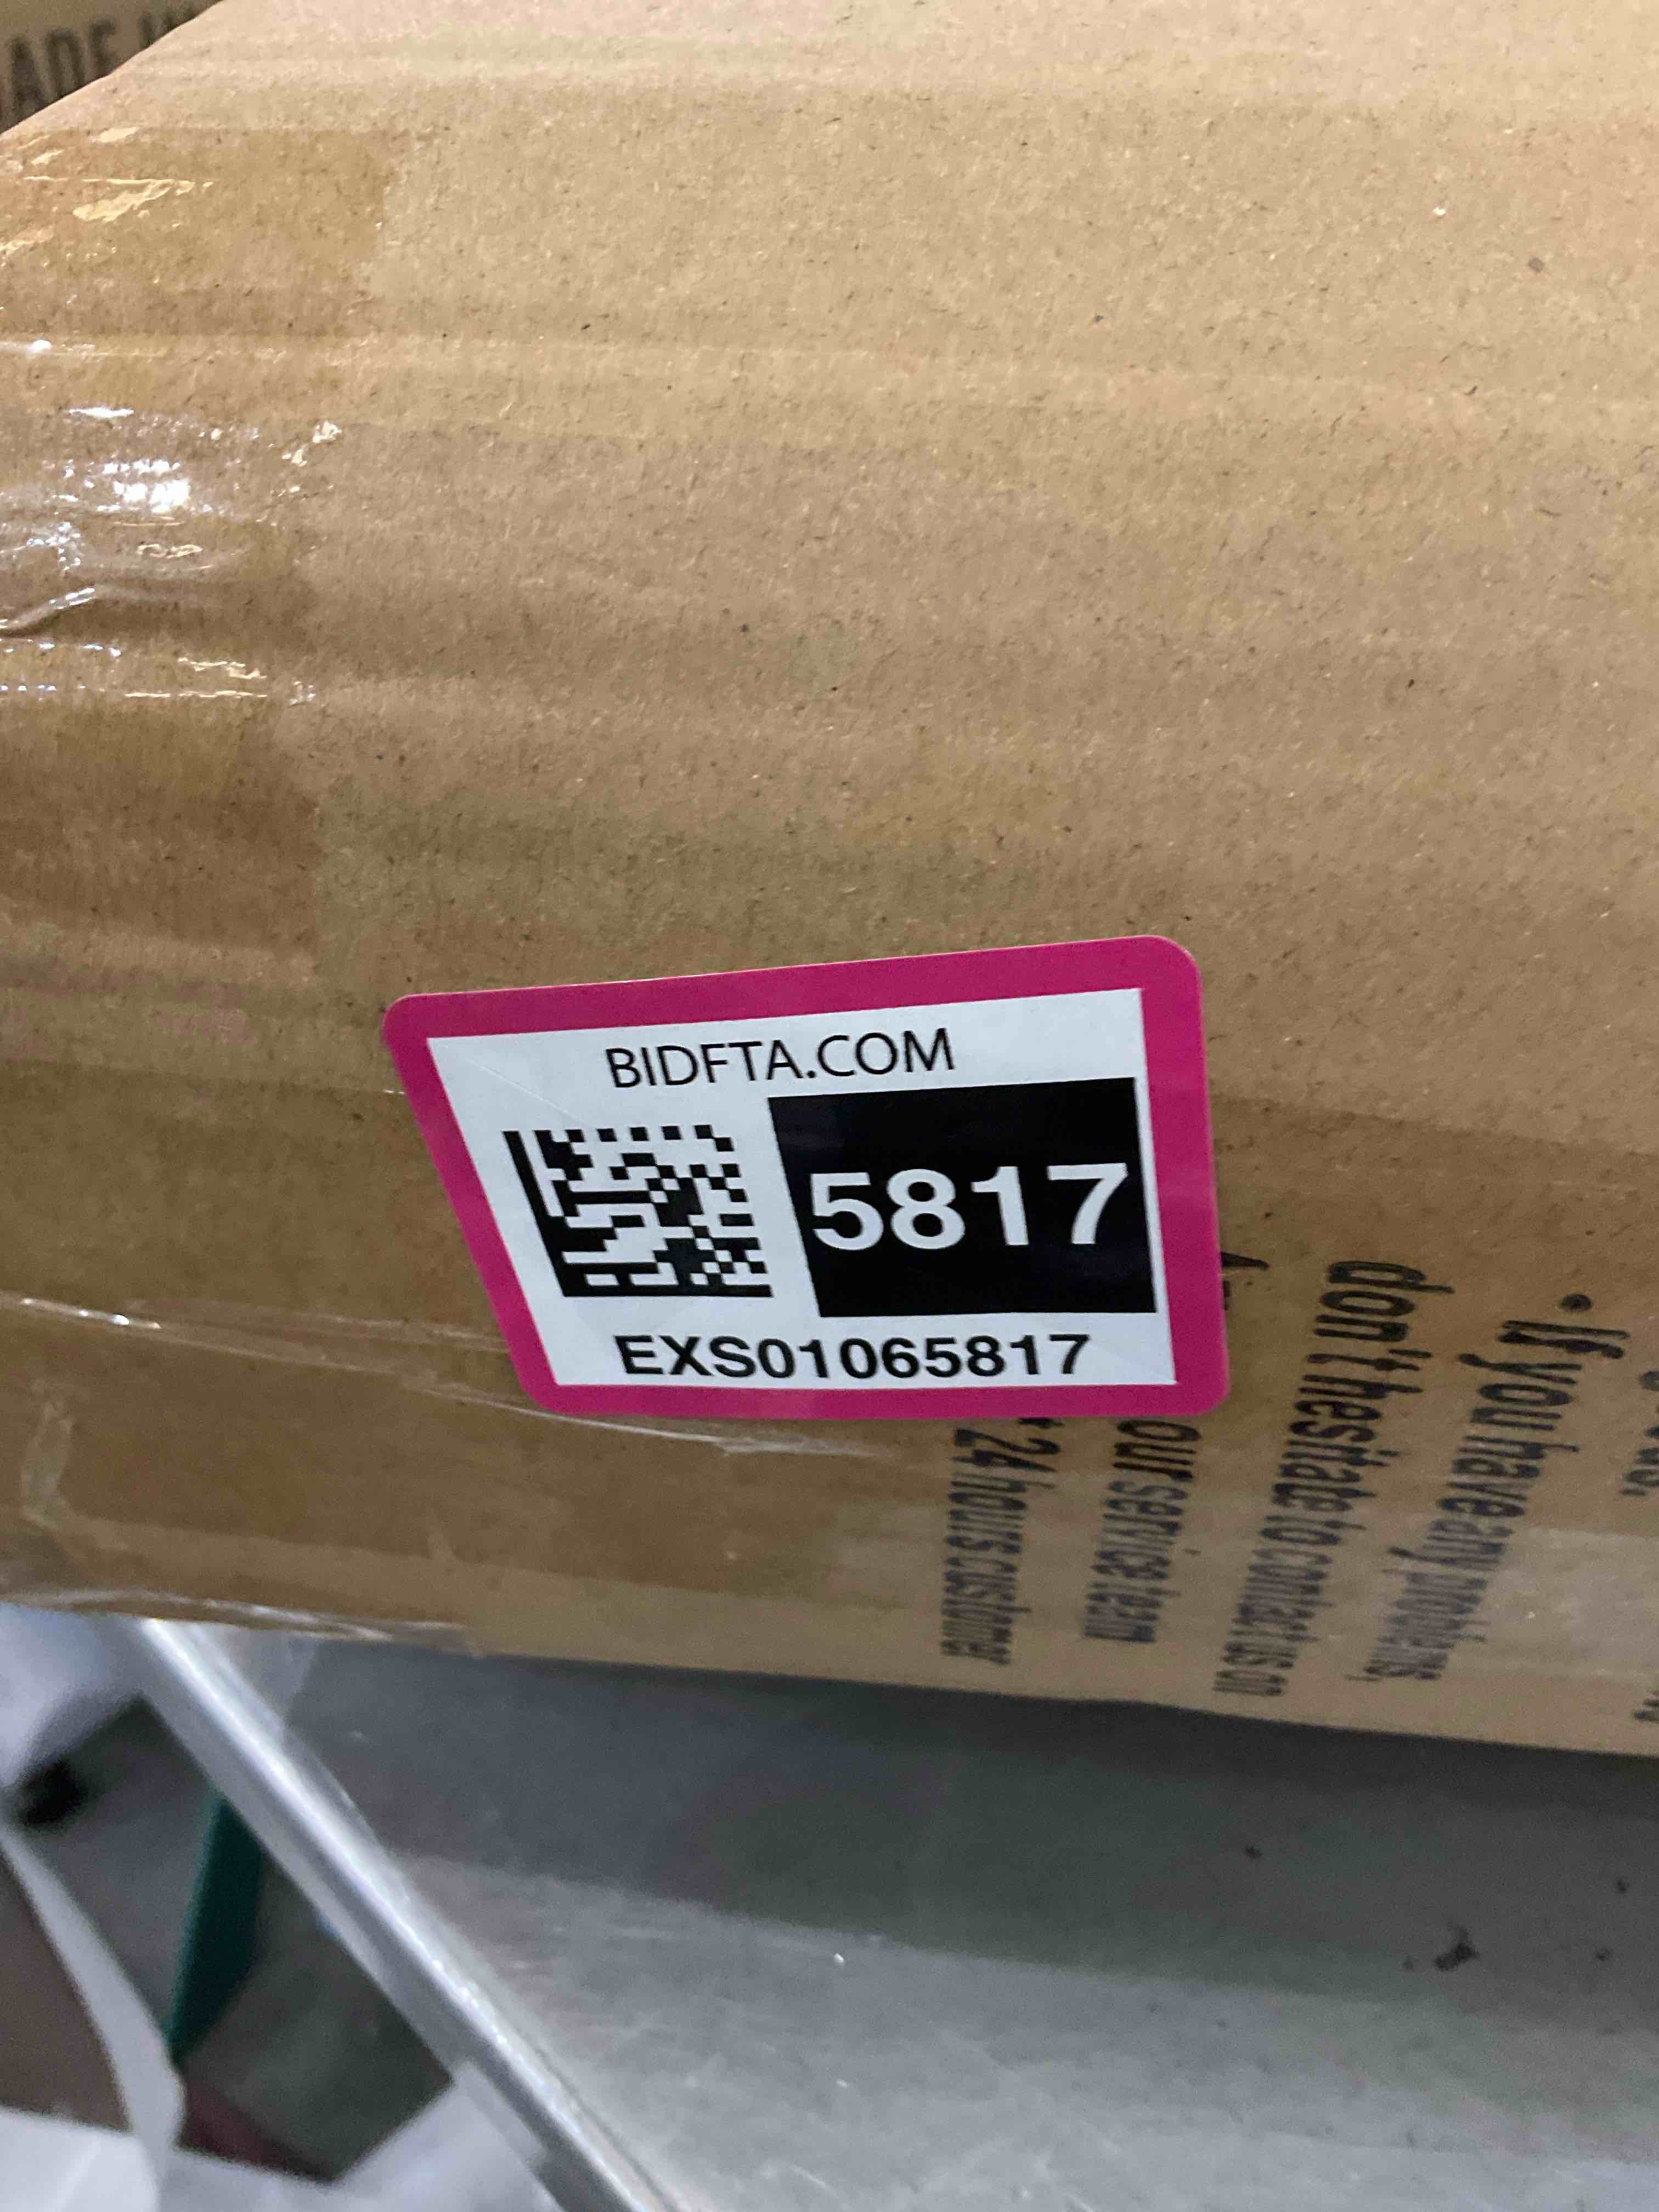 BIDFTA.COM
5817
EXS01065817
• If you have any problems,
don't hesitate to contact us on
our service team
24 hours customer